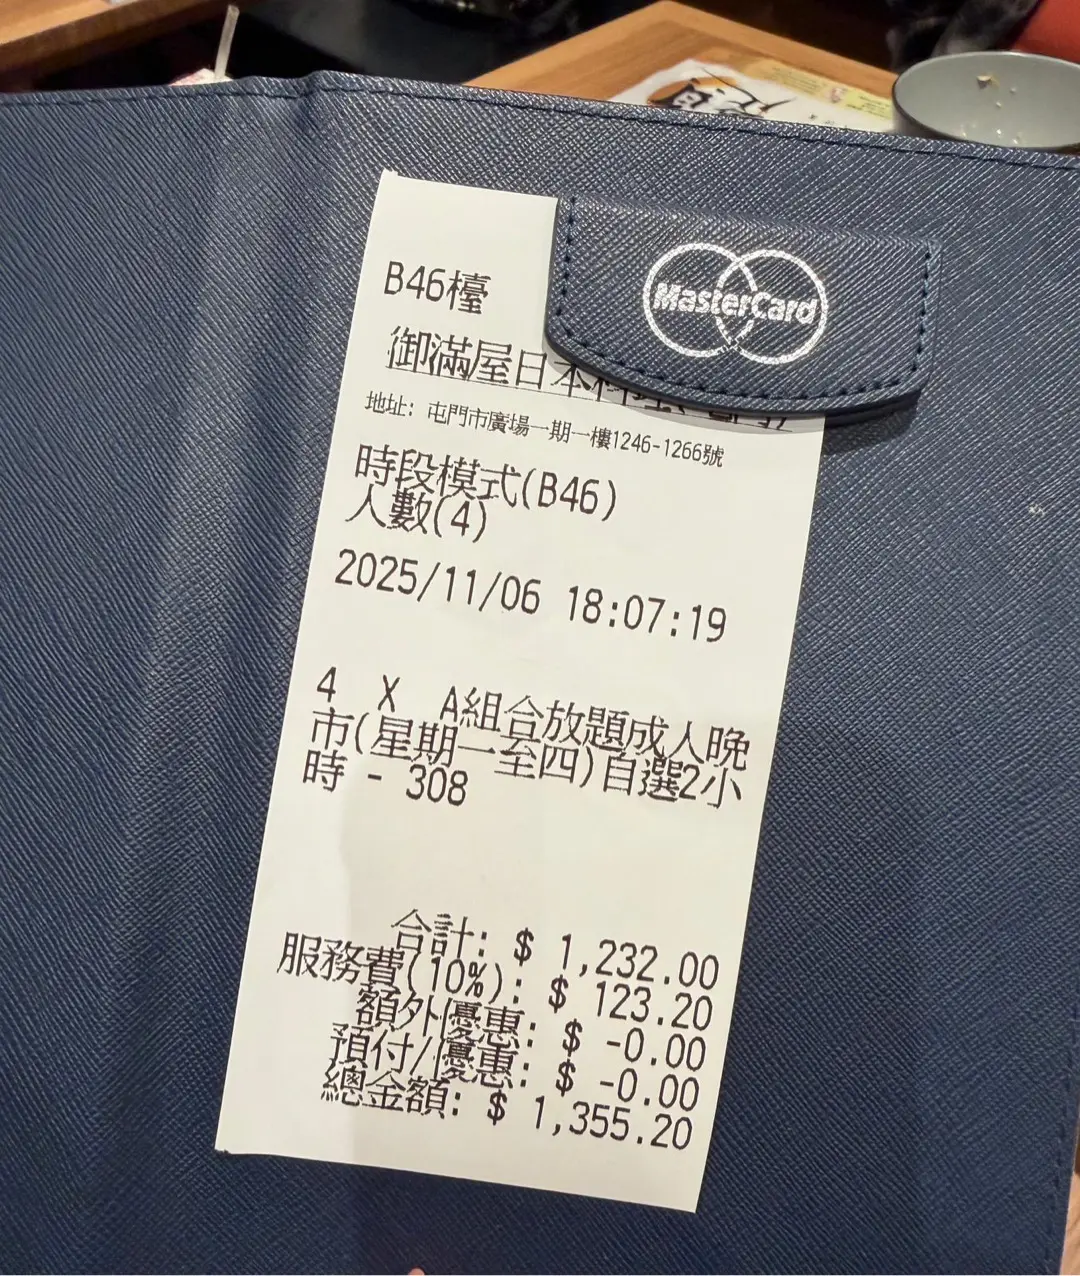 MasterCard
B46檯
御滿屋日本料理
地址: 屯門市廣場一期一樓1246-1266號
時段模式(B46)
人數(4)
2025/11/06 18:07:19
4 X A組合放題成人晚
市(星期一至四)自選2小
時 - 308
合計: $ 1,232.00
服務費(10%): $ 123.20
額外優惠: $ -0.00
預付/優惠: $ -0.00
總金額: $ 1,355.20